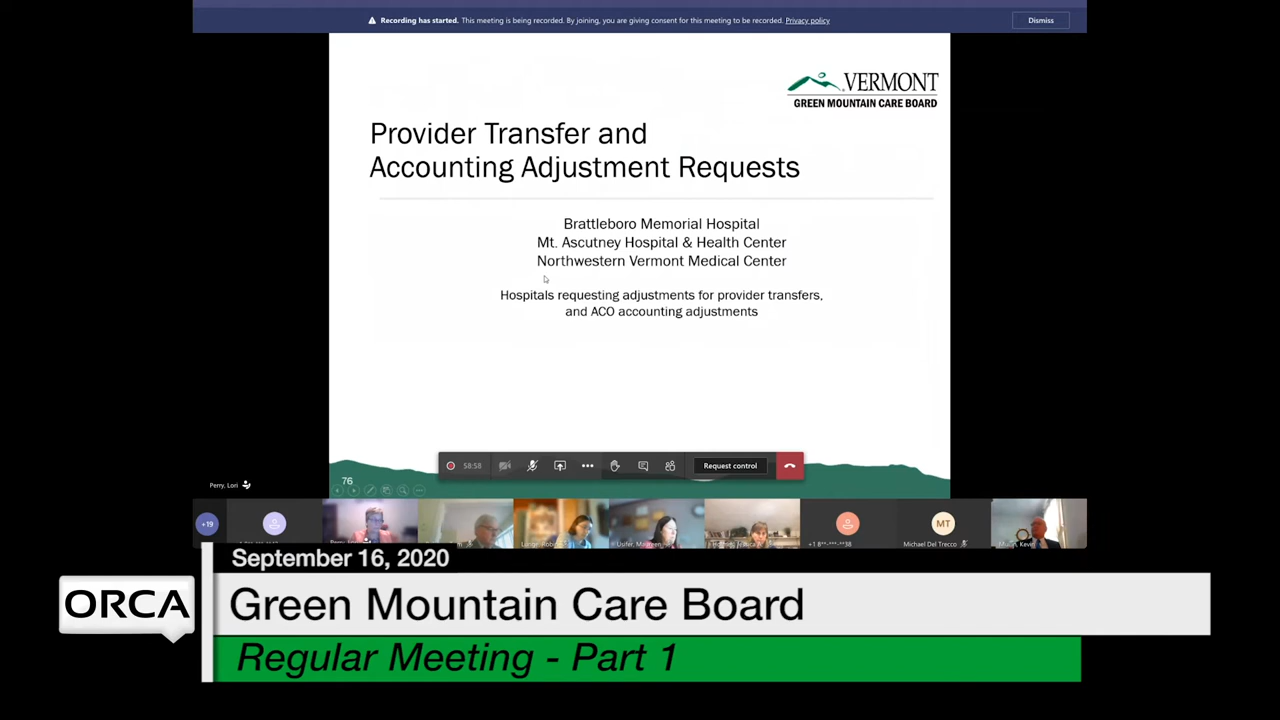 Recording has started. This meeting is being recorded. By joining, you are giving consent for this meeting to be recorded. Privacy policy
Dismiss
VERMONT
GREEN MOUNTAIN CARE BOARD
Provider Transfer and
Accounting Adjustment Requests
Brattleboro Memorial Hospital
Mt. Ascutney Hospital & Health Center
Northwestern Vermont Medical Center
Hospitals requesting adjustments for provider transfers,
and ACO accounting adjustments
58:58
Request control
76
Perry, Lori
+19
MT
Michael Del Trecco
September 16, 2020
ORCA
Green Mountain Care Board
Regular Meeting - Part 1